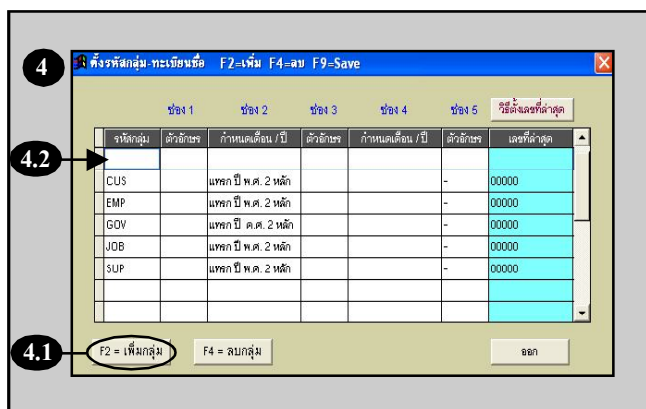 4
ตั้งรหัสกลุ่ม-ทะเบียนชื่อ F2=เพิ่ม F4=ลบ F9=Save
ช่อง 1 ช่อง 2 ช่อง 3 ช่อง 4 ช่อง 5 วิธีตั้งเลขที่ล่าสุด
รหัสกลุ่ม ตัวอักษร กำหนดเดือน / ปี ตัวอักษร กำหนดเดือน / ปี ตัวอักษร เลขที่ล่าสุด
4.2
CUS แทรก ปี พ.ศ. 2 หลัก - 00000
EMP แทรก ปี พ.ศ. 2 หลัก - 00000
GOV แทรก ปี ค.ศ. 2 หลัก - 00000
JOB แทรก ปี พ.ศ. 2 หลัก - 00000
SUP แทรก ปี พ.ศ. 2 หลัก - 00000
4.1 F2 = เพิ่มกลุ่ม F4 = ลบกลุ่ม ออก